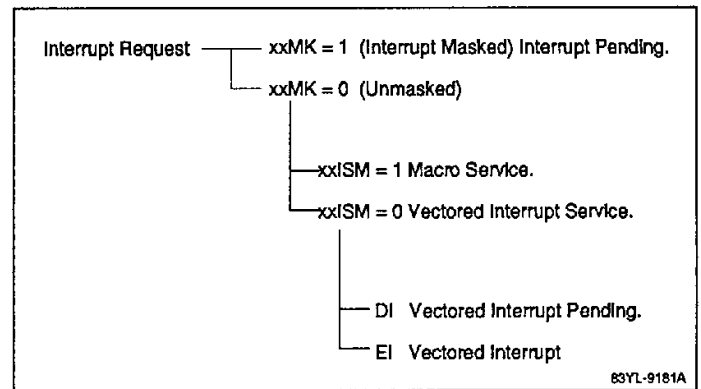 Interrupt Request xxMK = 1 (Interrupt Masked) Interrupt Pending.
xxMK = 0 (Unmasked)
xxISM = 1 Macro Service.
xxISM = 0 Vectored Interrupt Service.
DI Vectored Interrupt Pending.
EI Vectored Interrupt
83YL-9181A